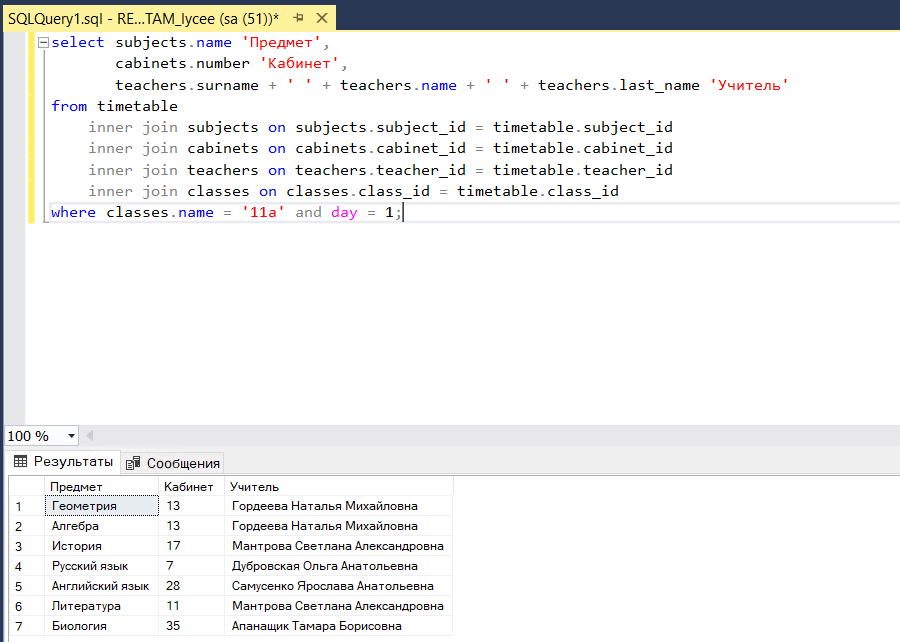 SQLQuery1.sql - RE...TAM_lycee (sa (51))*
select subjects.name 'Предмет',
cabinets.number 'Кабинет',
teachers.surname + ' ' + teachers.name + ' ' + teachers.last_name 'Учитель'
from timetable
inner join subjects on subjects.subject_id = timetable.subject_id
inner join cabinets on cabinets.cabinet_id = timetable.cabinet_id
inner join teachers on teachers.teacher_id = timetable.teacher_id
inner join classes on classes.class_id = timetable.class_id
where classes.name = '11а' and day = 1;
100 %
Результаты Сообщения
Предмет Кабинет Учитель
1 Геометрия 13 Гордеева Наталья Михайловна
2 Алгебра 13 Гордеева Наталья Михайловна
3 История 17 Мантрова Светлана Александровна
4 Русский язык 7 Дубровская Ольга Анатольевна
5 Английский язык 28 Самусенко Ярослава Анатольевна
6 Литература 11 Мантрова Светлана Александровна
7 Биология 35 Апанащик Тамара Борисовна